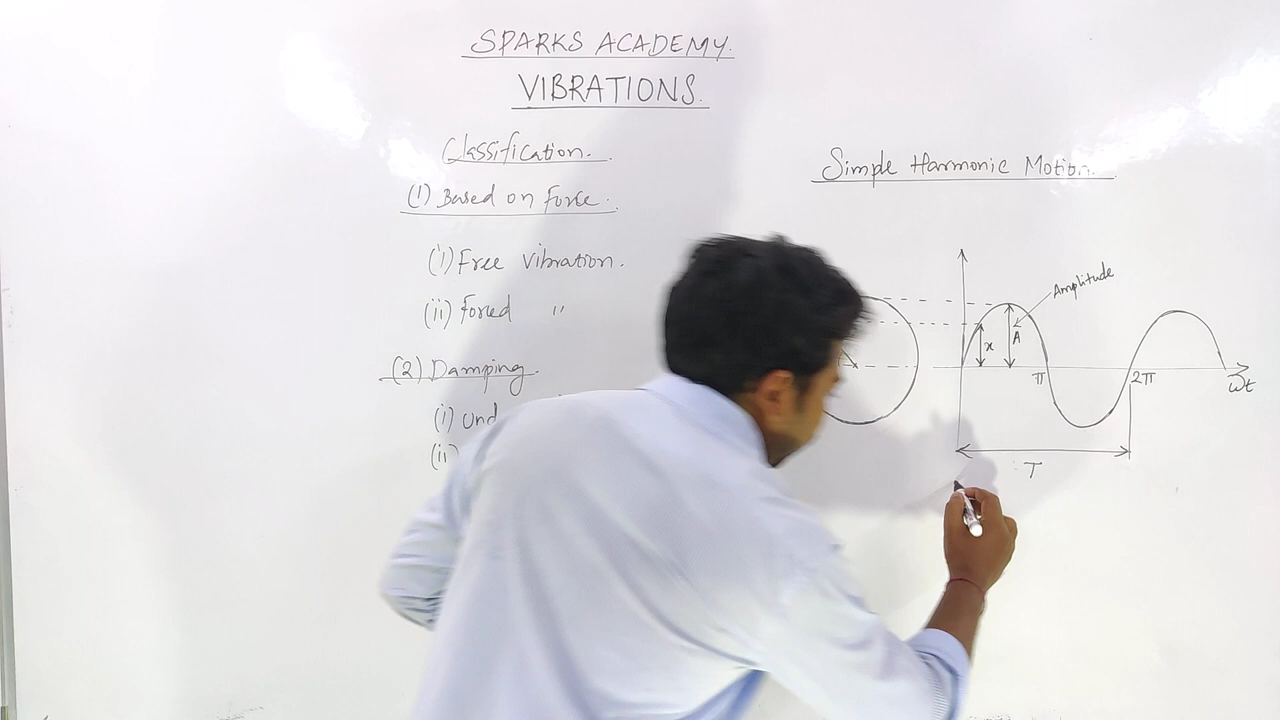 SPARKS ACADEMY.
VIBRATIONS.
Classification.
(1) Based on force.
(i) Free vibration.
(ii) Forced "
(2) Damping
(i) Und
(ii)
Simple Harmonic Motion.
Amplitude
x
A
π
2π
ωt
T